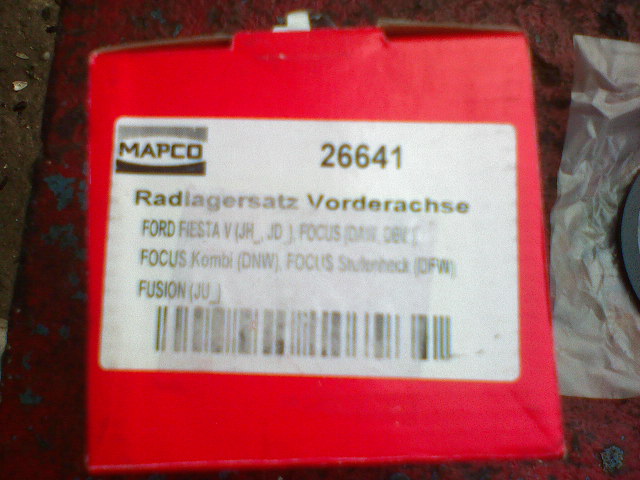 MAPCO
26641
Radlagersatz Vorderachse
FORD FIESTA V (JH_, JD_), FOCUS (DAW, DBW)
FOCUS Kombi (DNW), FOCUS Stufenheck (DFW)
FUSION (JU_)